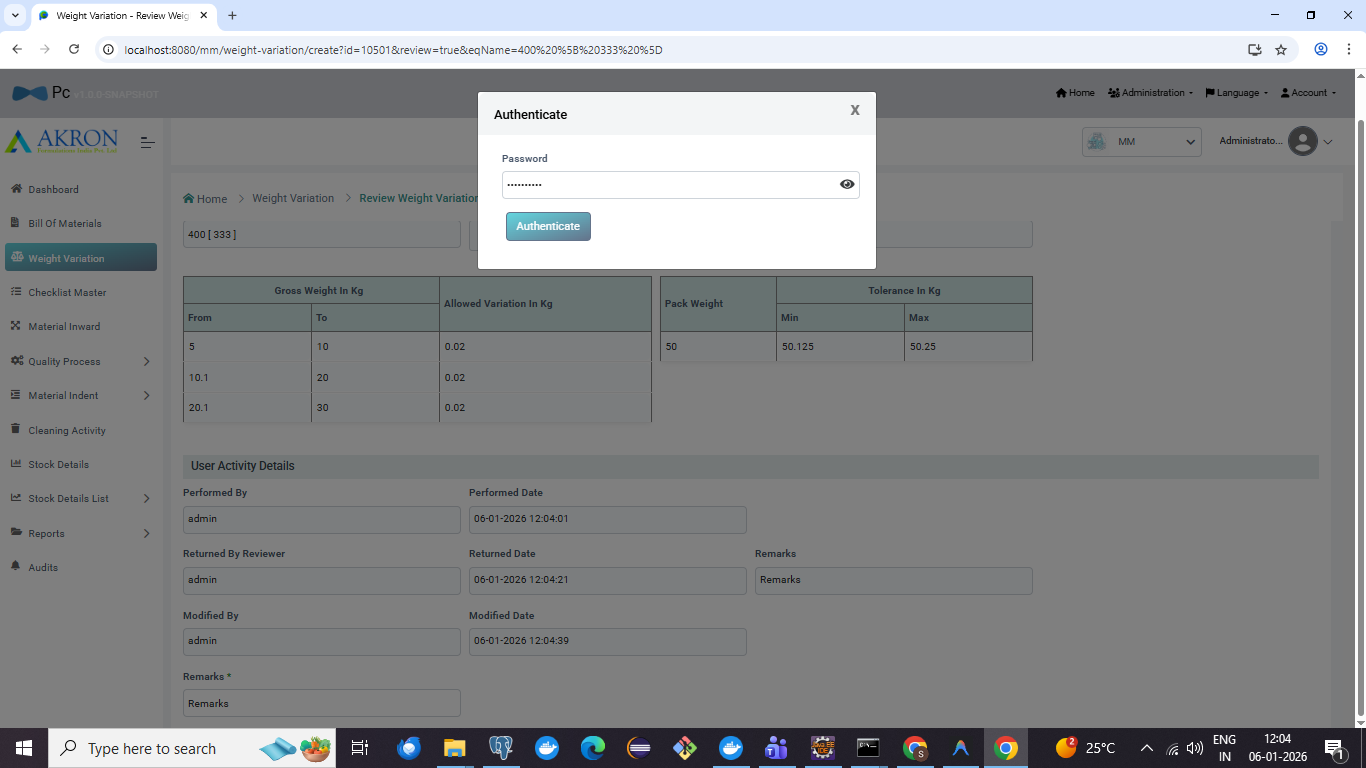 Weight Variation - Review Weig
localhost:8080/mm/weight-variation/create?id=10501&review=true&eqName=400%20%5B%20333%20%5D
Pc v1.0.0-SNAPSHOT
Home
Administration
Language
Account
Authenticate
X
AKRON
MM
Administrato...
Password
••••••••••
Authenticate
Dashboard
Bill Of Materials
Weight Variation
Checklist Master
Material Inward
Quality Process
Material Indent
Cleaning Activity
Stock Details
Stock Details List
Reports
Audits
Home > Weight Variation > Review Weight Variation
400 [ 333 ]
Gross Weight In Kg
Allowed Variation In Kg
From To
5 10 0.02
10.1 20 0.02
20.1 30 0.02
Pack Weight
Tolerance In Kg
Min Max
50 50.125 50.25
User Activity Details
Performed By Performed Date
admin 06-01-2026 12:04:01
Returned By Reviewer Returned Date Remarks
admin 06-01-2026 12:04:21 Remarks
Modified By Modified Date
admin 06-01-2026 12:04:39
Remarks *
Remarks
Type here to search
2
25°C
ENG
IN
12:04
06-01-2026
1